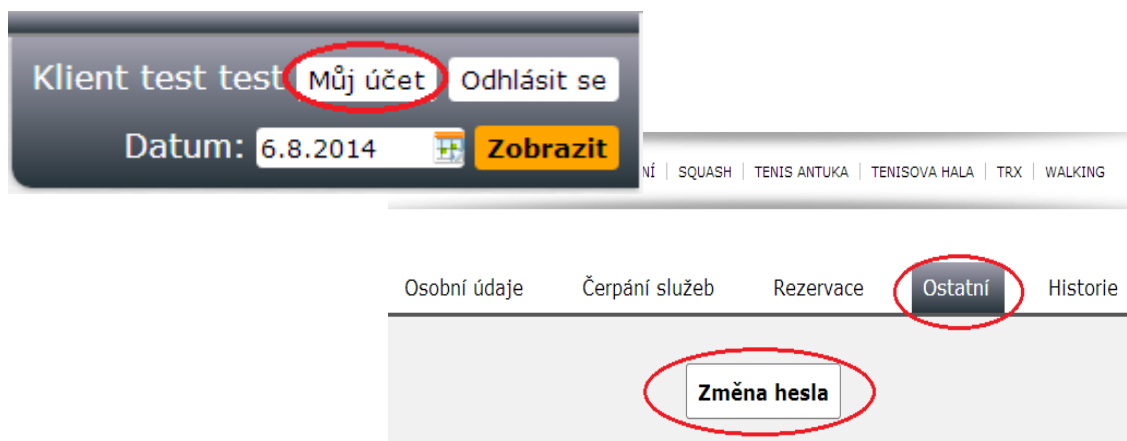 Klient test test Můj účet Odhlásit se
Datum: 6.8.2014 Zobrazit
NÍ | SQUASH | TENIS ANTUKA | TENISOVA HALA | TRX | WALKING
Osobní údaje Čerpání služeb Rezervace Ostatní Historie
Změna hesla